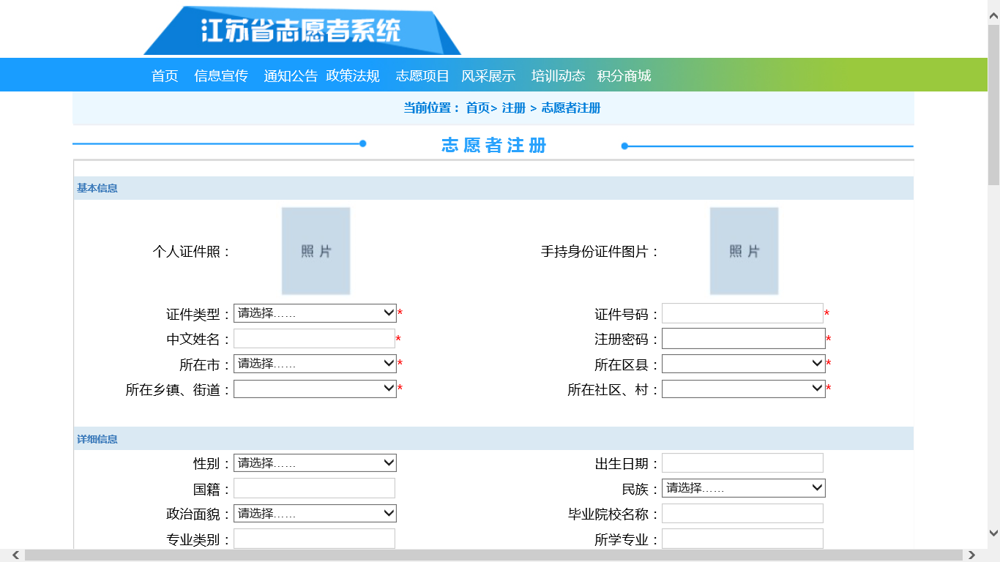 江苏省志愿者系统
首页 信息宣传 通知公告 政策法规 志愿项目 风采展示 培训动态 积分商城
当前位置： 首页> 注册 > 志愿者注册
志愿者注册
基本信息
个人证件照： 照 片 手持身份证件图片： 照 片
证件类型： 请选择…… * 证件号码： *
中文姓名： * 注册密码： *
所在市： 请选择…… * 所在区县： *
所在乡镇、街道： * 所在社区、村： *
详细信息
性别： 请选择…… 出生日期：
国籍： 民族： 请选择……
政治面貌： 请选择…… 毕业院校名称：
专业类别： 所学专业：